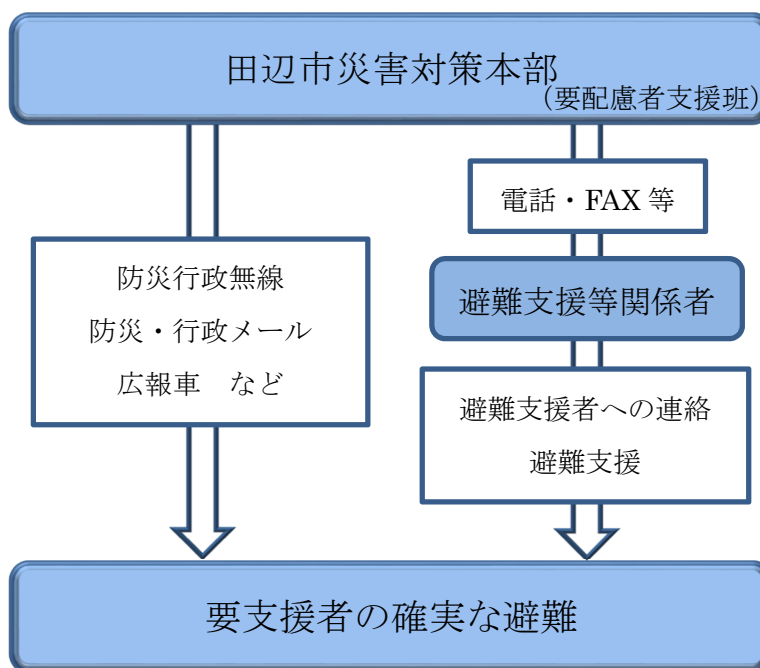 田辺市災害対策本部
（要配慮者支援班）
防災行政無線
防災・行政メール
広報車　など
電話・FAX 等
避難支援等関係者
避難支援者への連絡
避難支援
要支援者の確実な避難